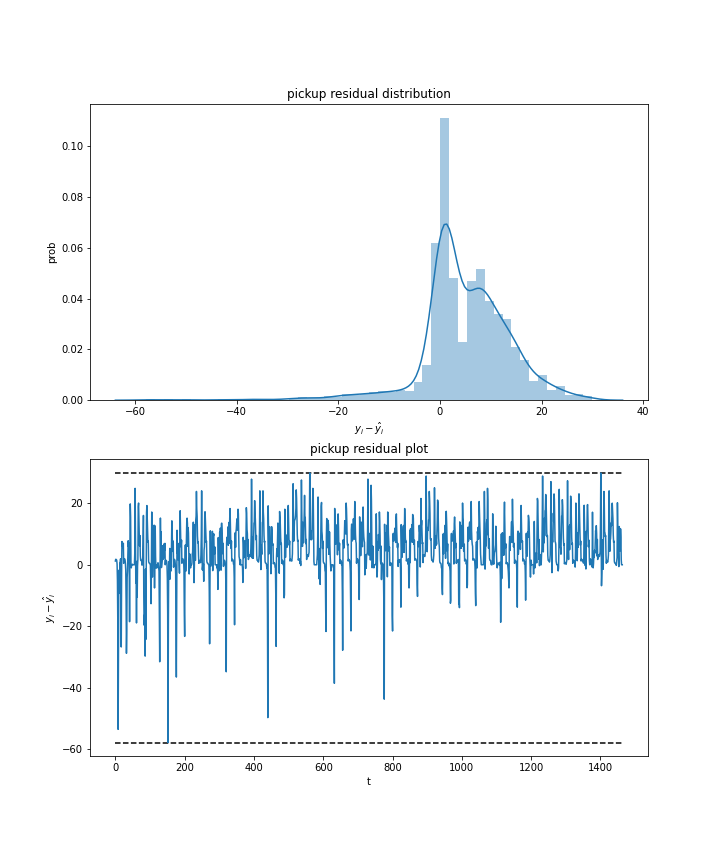 pickup residual distribution
prob
0.10
0.08
0.06
0.04
0.02
0.00
−60 −40 −20 0 20 40
$y_i - \hat{y}_i$
pickup residual plot
$y_i - \hat{y}_i$
20
0
−20
−40
−60
0 200 400 600 800 1000 1200 1400
t